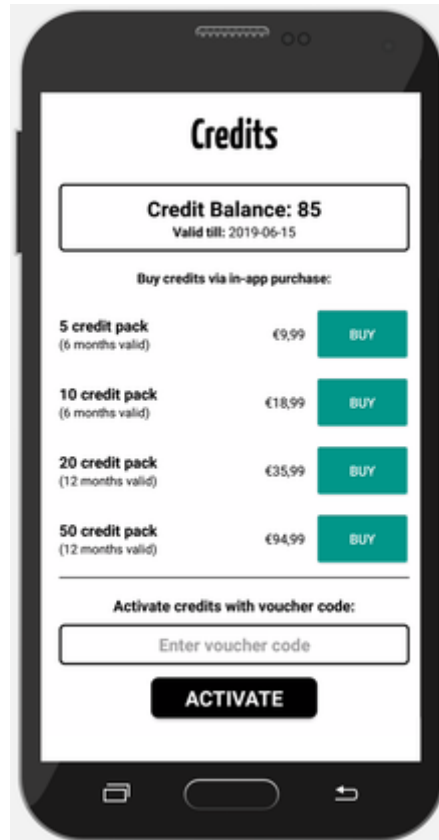 Credits
Credit Balance: 85
Valid till: 2019-06-15
Buy credits via in-app purchase:
5 credit pack
(6 months valid)
€9,99
BUY
10 credit pack
(6 months valid)
€18,99
BUY
20 credit pack
(12 months valid)
€35,99
BUY
50 credit pack
(12 months valid)
€94,99
BUY
Activate credits with voucher code:
Enter voucher code
ACTIVATE